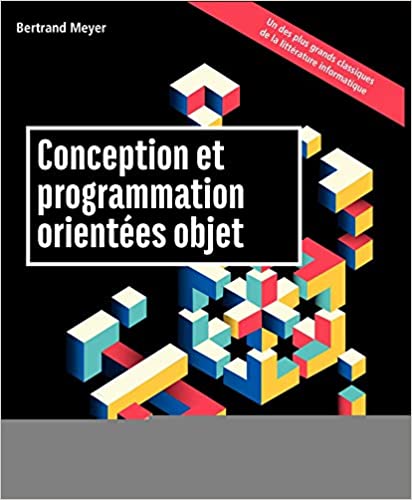 Bertrand Meyer
Un des plus grands classiques
de la littérature informatique
Conception et
programmation
orientées objet